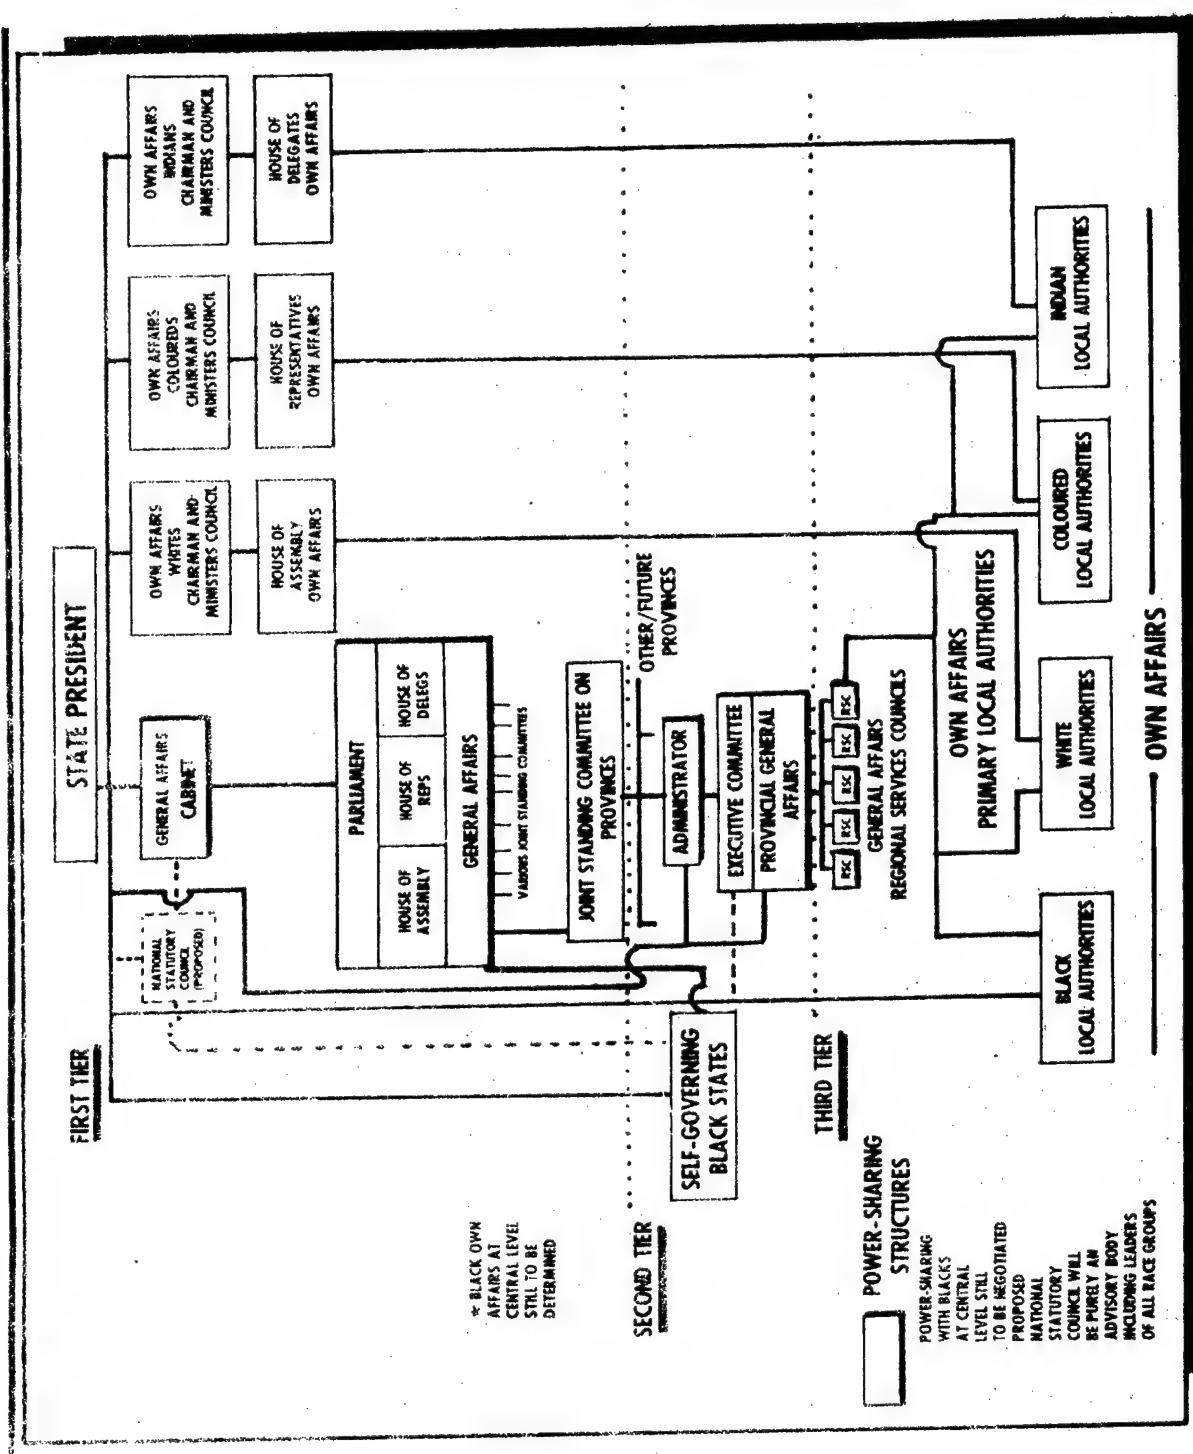 STATE PRESIDENT
FIRST TIER
NATIONAL
STATUTORY
COUNCIL
(PROPOSED)
GENERAL AFFAIRS
CABINET
OWN AFFAIRS
WHITES
CHAIRMAN AND
MINISTERS COUNCIL
OWN AFFAIRS
COLOUREDS
CHAIRMAN AND
MINISTERS COUNCIL
OWN AFFAIRS
INDIANS
CHAIRMAN AND
MINISTERS COUNCIL
HOUSE OF
ASSEMBLY
OWN AFFAIRS
HOUSE OF
REPRESENTATIVES
OWN AFFAIRS
HOUSE OF
DELEGATES
OWN AFFAIRS
PARLIAMENT
HOUSE OF
ASSEMBLY
HOUSE OF
REPS
HOUSE OF
DELEGS
GENERAL AFFAIRS
VARIOUS JOINT STANDING COMMITTEES
* BLACK OWN
AFFAIRS AT
CENTRAL LEVEL
STILL TO BE
DETERMINED
JOINT STANDING COMMITTEE ON
PROVINCES
SECOND TIER
OTHER/FUTURE
PROVINCES
ADMINISTRATOR
SELF-GOVERNING
BLACK STATES
EXECUTIVE COMMITTEE
PROVINCIAL GENERAL
AFFAIRS
THIRD TIER
RSC
RSC
RSC
RSC
RSC
GENERAL AFFAIRS
REGIONAL SERVICES COUNCILS
POWER-SHARING
STRUCTURES
POWER-SHARING
WITH BLACKS
AT CENTRAL
LEVEL STILL
TO BE NEGOTIATED
PROPOSED
NATIONAL
STATUTORY
COUNCIL WILL
BE PURELY AN
ADVISORY BODY
INCLUDING LEADERS
OF ALL RACE GROUPS
OWN AFFAIRS
PRIMARY LOCAL AUTHORITIES
BLACK
LOCAL AUTHORITIES
WHITE
LOCAL AUTHORITIES
COLOURED
LOCAL AUTHORITIES
INDIAN
LOCAL AUTHORITIES
OWN AFFAIRS